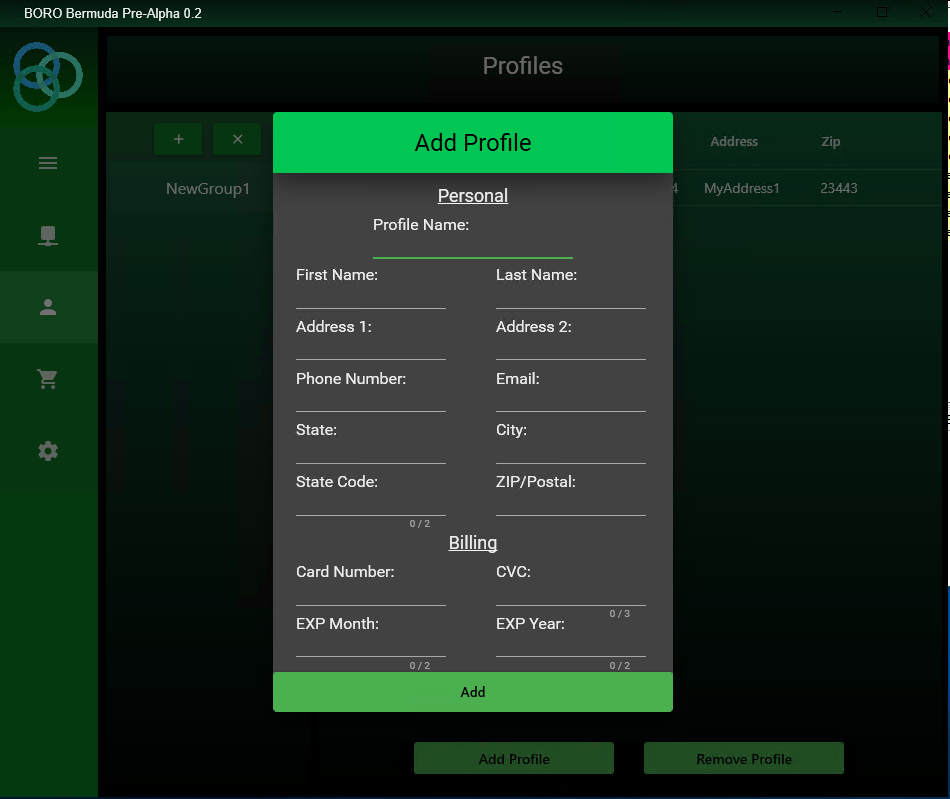 BORO Bermuda Pre-Alpha 0.2
Profiles
+ ×
Address Zip
NewGroup1
4 MyAddress1 23443
Add Profile
Personal
Profile Name:
First Name: Last Name:
Address 1: Address 2:
Phone Number: Email:
State: City:
State Code: ZIP/Postal:
0 / 2
Billing
Card Number: CVC:
0 / 3
EXP Month: EXP Year:
0 / 2 0 / 2
Add
Add Profile Remove Profile